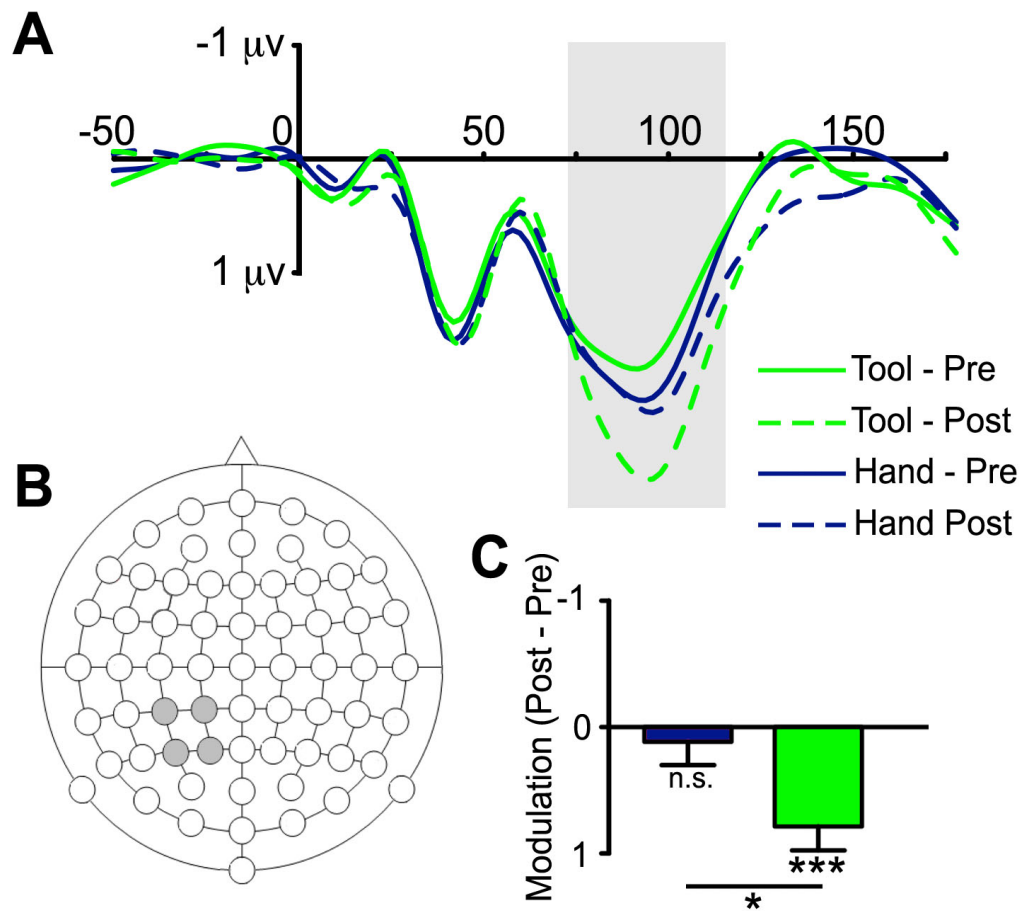 A
-1 μv
-50 0 50 100 150
1 μv
Tool - Pre
Tool - Post
Hand - Pre
Hand Post
B
C
Modulation (Post - Pre)
-1
0
1
n.s.
***
*